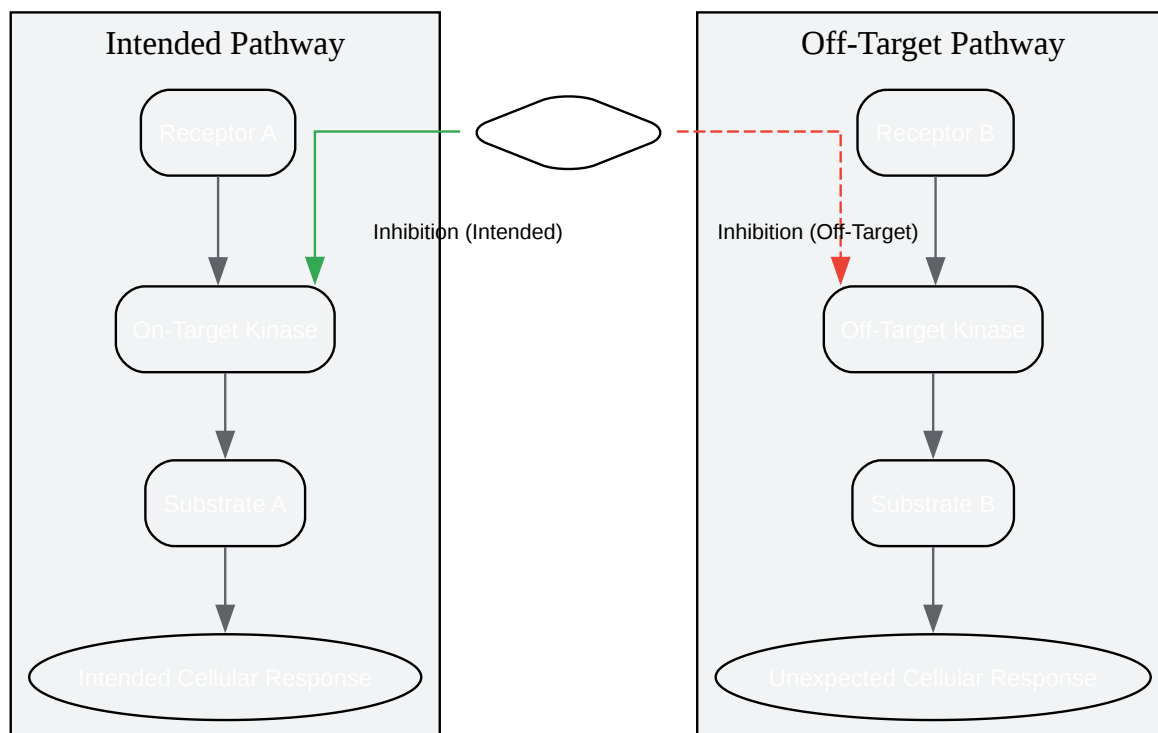 Intended Pathway
Off-Target Pathway
Receptor A
Receptor B
Inhibition (Intended)
Inhibition (Off-Target)
On-Target Kinase
Off-Target Kinase
Substrate A
Substrate B
Intended Cellular Response
Unexpected Cellular Response